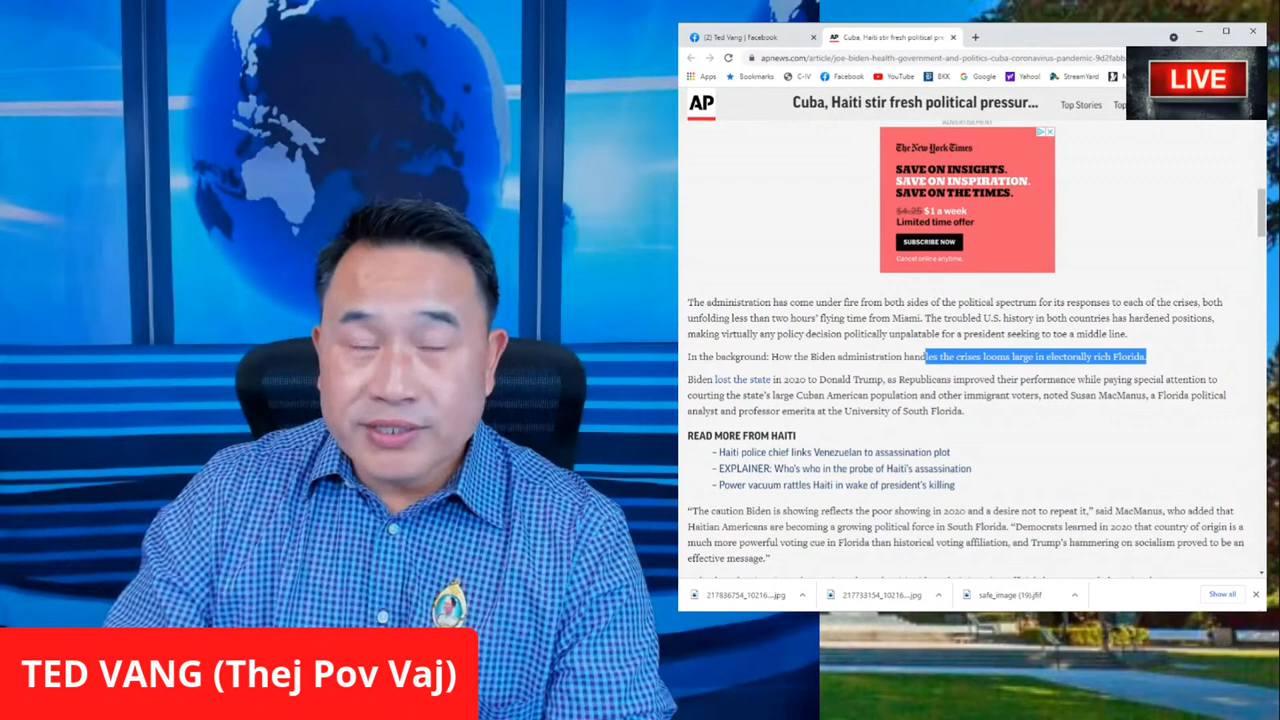 (2) Ted Vang | Facebook
Cuba, Haiti stir fresh political pre
apnews.com/article/joe-biden-health-government-and-politics-cuba-coronavirus-pandemic-9d2fabb
Apps
Bookmarks
C-IV
Facebook
YouTube
BKK
Google
Yahoo!
StreamYard
LIVE
AP
Cuba, Haiti stir fresh political pressur...
Top Stories
Top
ADVERTISEMENT
The New York Times
SAVE ON INSIGHTS.
SAVE ON INSPIRATION.
SAVE ON THE TIMES.
$4.25 $1 a week
Limited time offer
SUBSCRIBE NOW
Cancel online anytime.
The administration has come under fire from both sides of the political spectrum for its responses to each of the crises, both
unfolding less than two hours' flying time from Miami. The troubled U.S. history in both countries has hardened positions,
making virtually any policy decision politically unpalatable for a president seeking to toe a middle line.
In the background: How the Biden administration handles the crises looms large in electorally rich Florida.
Biden lost the state in 2020 to Donald Trump, as Republicans improved their performance while paying special attention to
courting the state's large Cuban American population and other immigrant voters, noted Susan MacManus, a Florida political
analyst and professor emerita at the University of South Florida.
READ MORE FROM HAITI
– Haiti police chief links Venezuelan to assassination plot
– EXPLAINER: Who's who in the probe of Haiti's assassination
– Power vacuum rattles Haiti in wake of president's killing
“The caution Biden is showing reflects the poor showing in 2020 and a desire not to repeat it,” said MacManus, who added that
Haitian Americans are becoming a growing political force in South Florida. “Democrats learned in 2020 that country of origin is a
much more powerful voting cue in Florida than historical voting affiliation, and Trump's hammering on socialism proved to be an
effective message.”
217836754_10216....jpg
217733154_10216....jpg
safe_image (19).jfif
Show all
TED VANG (Thej Pov Vaj)